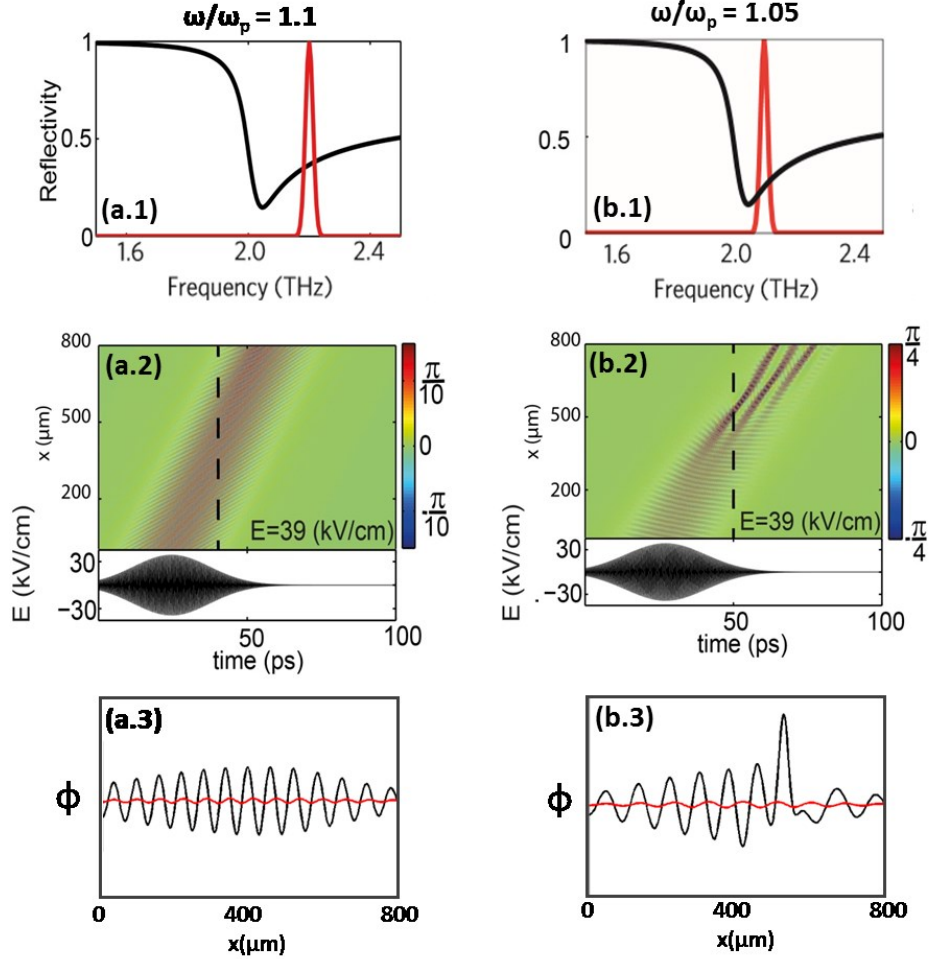 ω/ωp = 1.1
ω/ωp = 1.05
1
0.5
0
Reflectivity
(a.1)
1.6
2.0
2.4
Frequency (THz)
1
0.5
0
(b.1)
1.6
2.0
2.4
Frequency (THz)
800
500
200
x (μm)
(a.2)
E=39 (kV/cm)
π
10
0
-π
10
E (kV/cm)
30
−30
50
100
time (ps)
800
500
200
x (μm)
(b.2)
E=39 (kV/cm)
π
4
0
-π
4
E (kV/cm)
30
−30
50
100
time (ps)
(a.3)
ϕ
0
400
800
x(μm)
(b.3)
ϕ
0
400
800
x(μm)